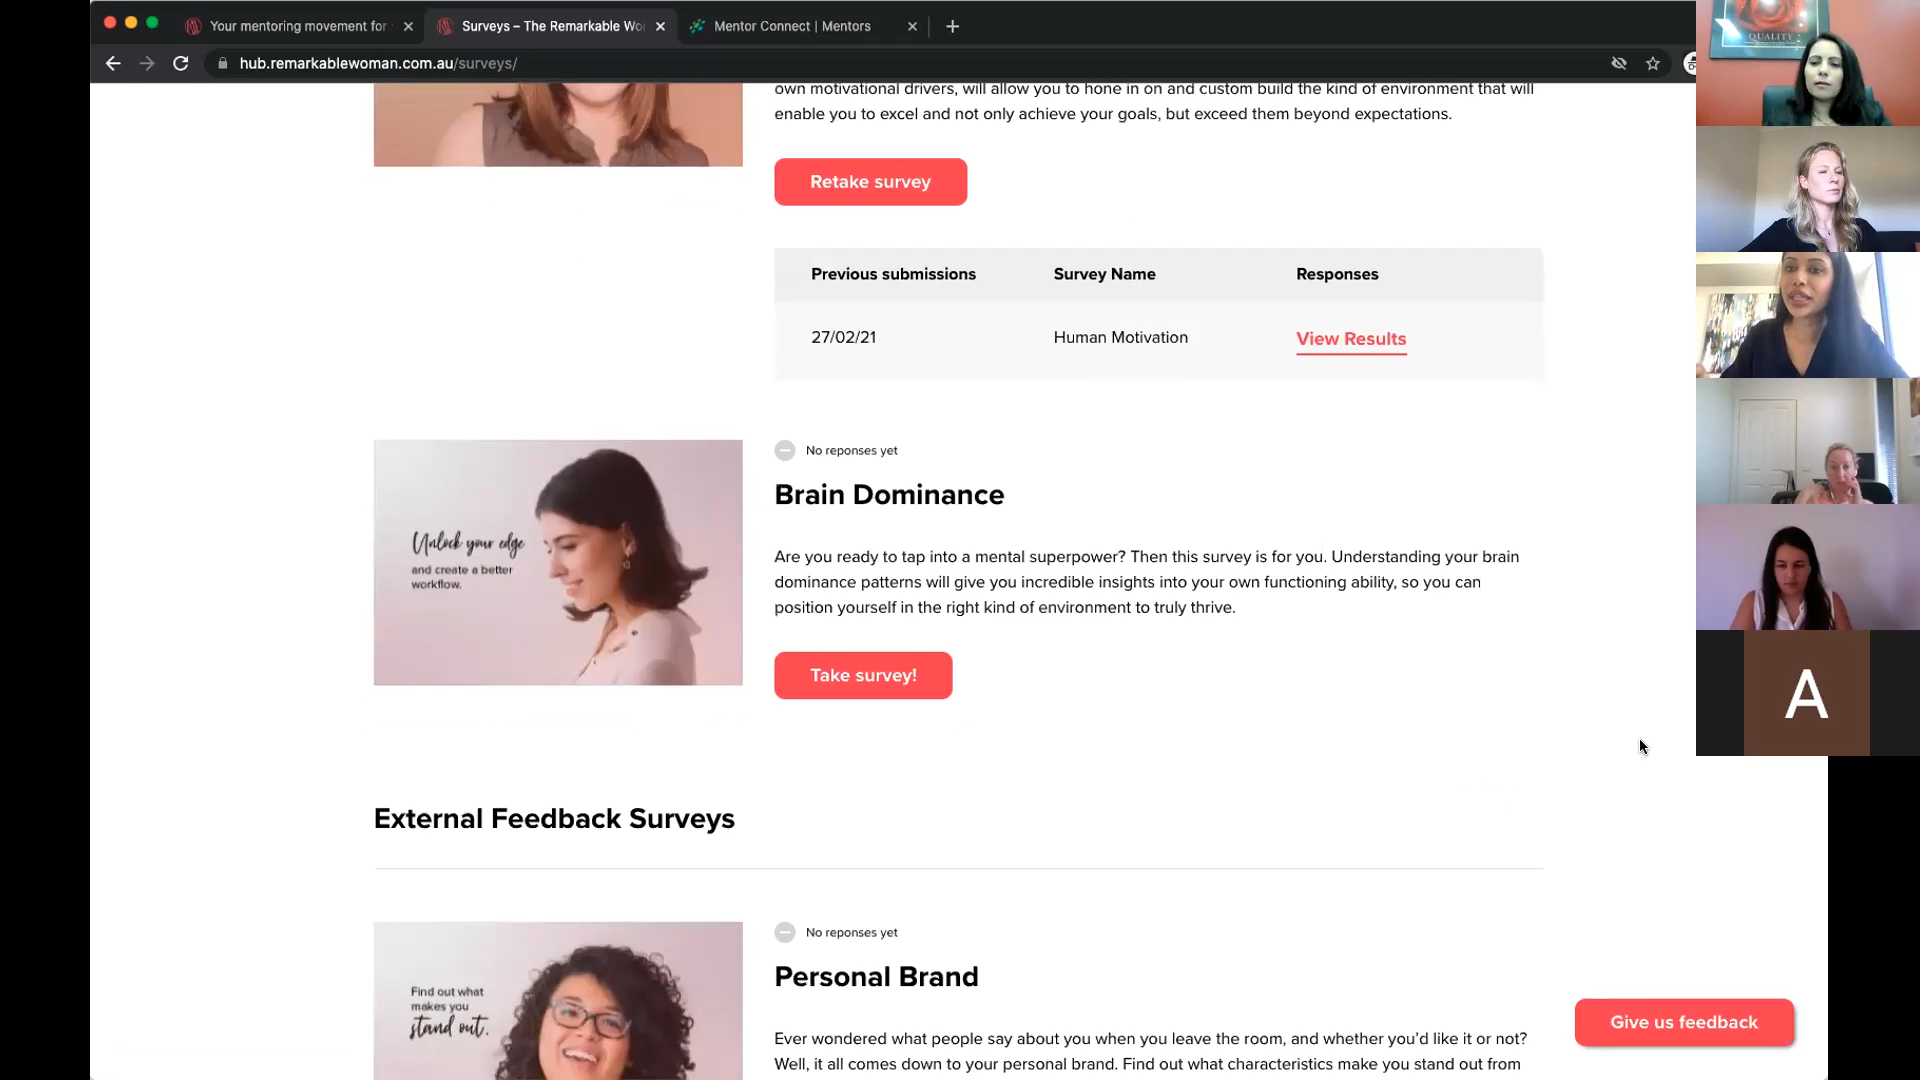 Your mentoring movement for
Surveys – The Remarkable Wo
Mentor Connect | Mentors
hub.remarkablewoman.com.au/surveys/
QUALITY
own motivational drivers, will allow you to hone in on and custom build the kind of environment that will
enable you to excel and not only achieve your goals, but exceed them beyond expectations.
Retake survey
Previous submissions Survey Name Responses
27/02/21 Human Motivation View Results
Unlock your edge
and create a better
workflow.
No reponses yet
Brain Dominance
Are you ready to tap into a mental superpower? Then this survey is for you. Understanding your brain
dominance patterns will give you incredible insights into your own functioning ability, so you can
position yourself in the right kind of environment to truly thrive.
Take survey!
A
External Feedback Surveys
Find out what
makes you
stand out.
No reponses yet
Personal Brand
Ever wondered what people say about you when you leave the room, and whether you'd like it or not?
Well, it all comes down to your personal brand. Find out what characteristics make you stand out from
Give us feedback